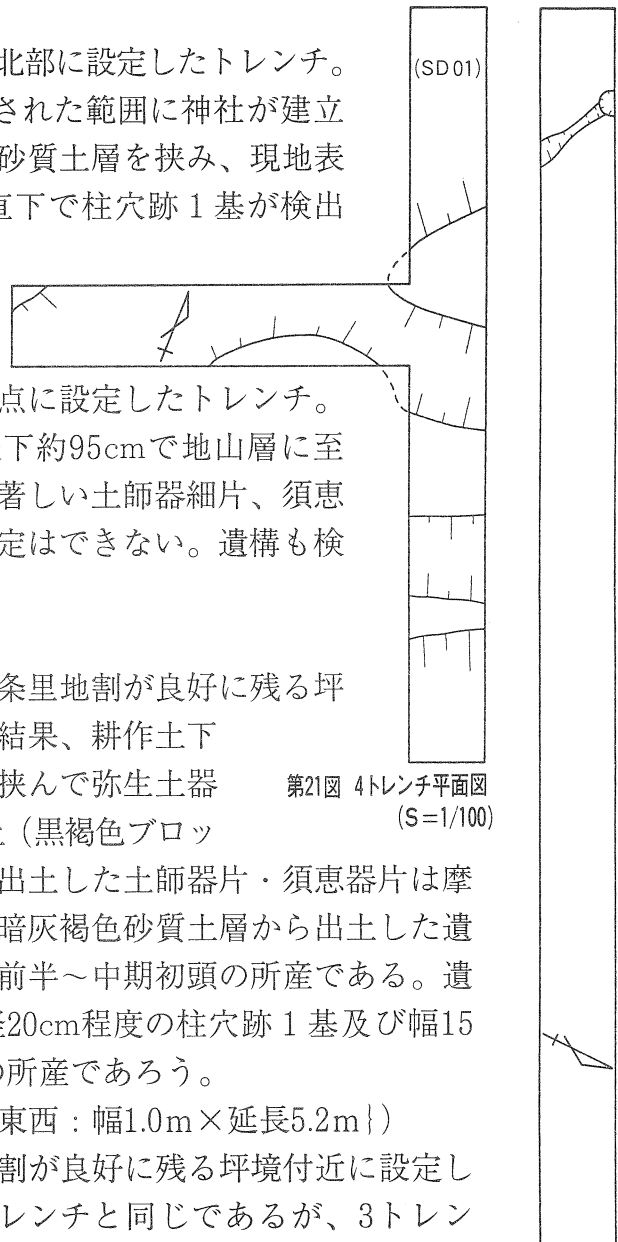 北部に設定したトレンチ。
された範囲に神社が建立
砂質土層を挟み、現地表
直下で柱穴跡1基が検出
(SD01)
点に設定したトレンチ。
下約95cmで地山層に至
著しい土師器細片、須恵
定はできない。遺構も検
条里地割が良好に残る坪
結果、耕作土下
挟んで弥生土器
土（黒褐色ブロッ
出土した土師器片・須恵器片は摩
暗灰褐色砂質土層から出土した遺
前半～中期初頭の所産である。遺
径20cm程度の柱穴跡1基及び幅15
の所産であろう。
東西：幅1.0m×延長5.2m｝）
割が良好に残る坪境付近に設定し
レンチと同じであるが、3トレン
第21図 4トレンチ平面図
(S=1/100)